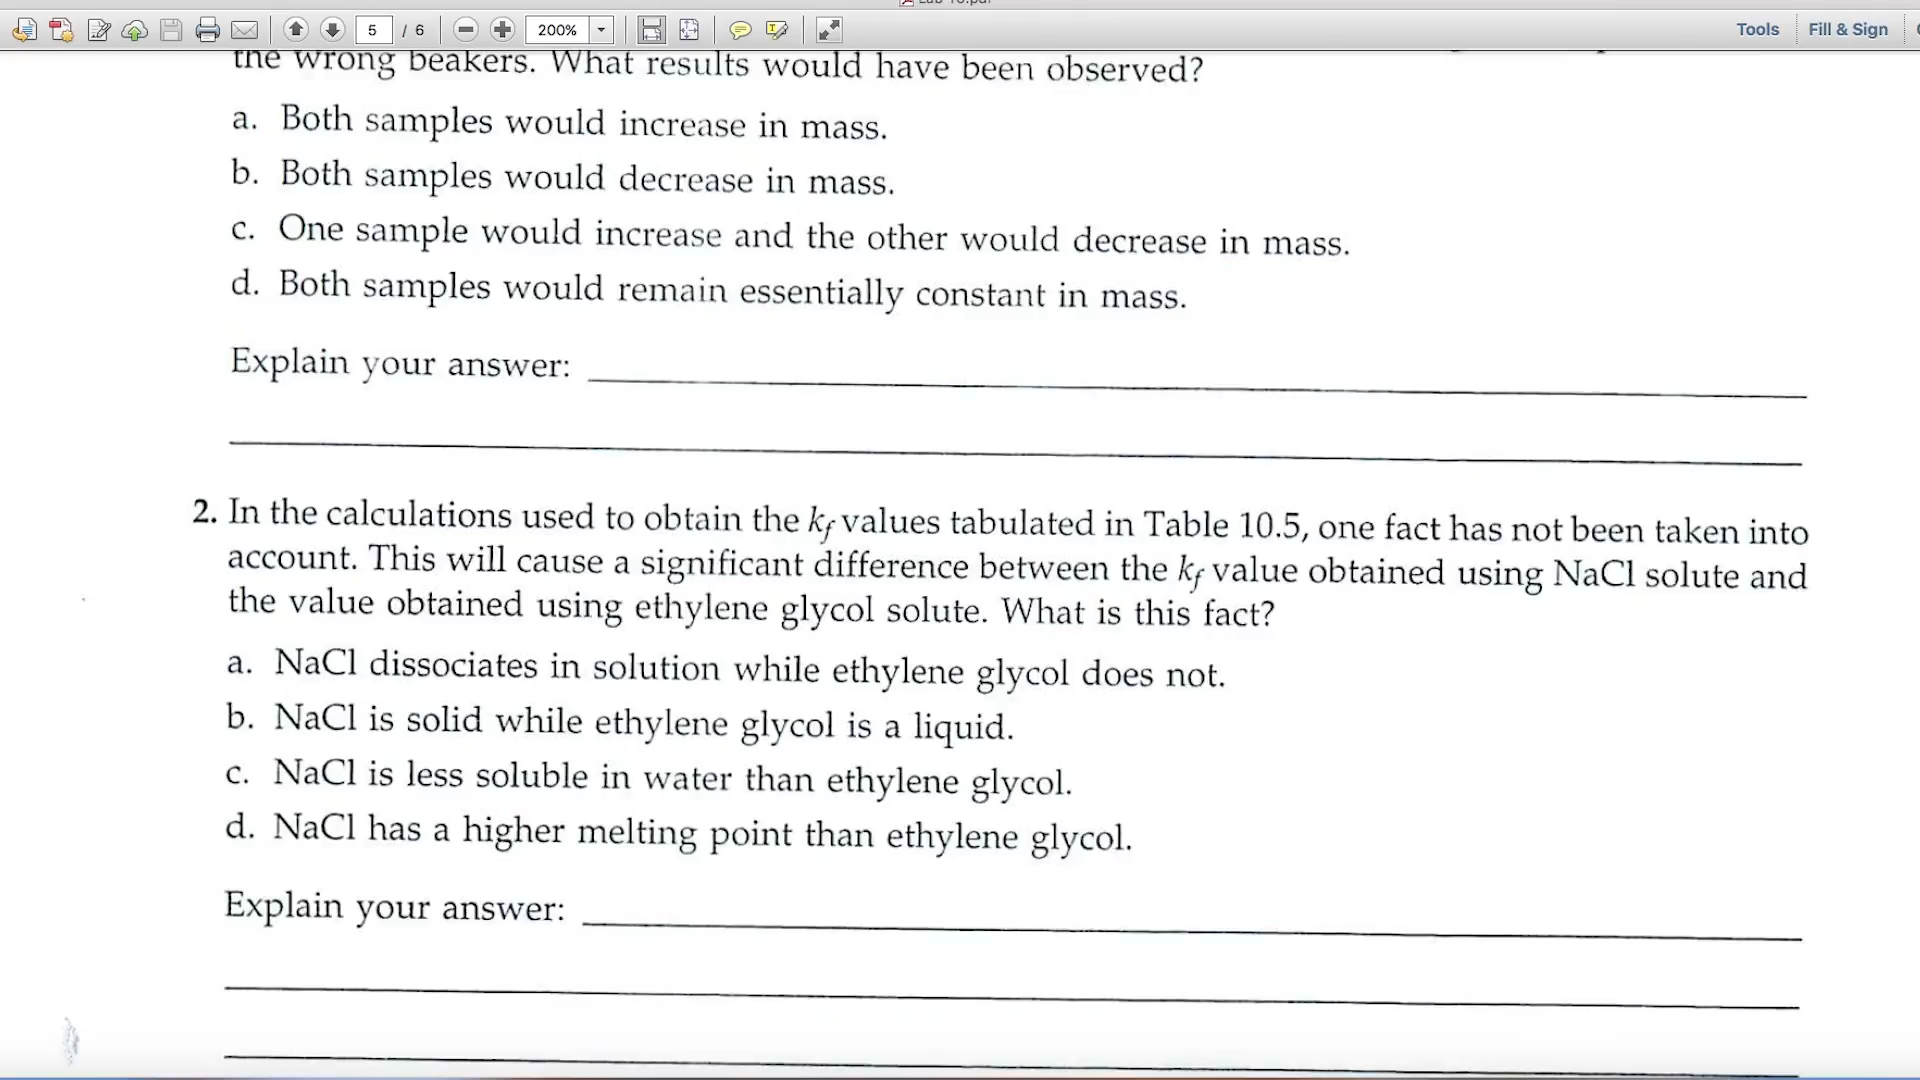 Lab 10.pdf
5 / 6 200% Tools Fill & Sign
the wrong beakers. What results would have been observed?
a. Both samples would increase in mass.
b. Both samples would decrease in mass.
c. One sample would increase and the other would decrease in mass.
d. Both samples would remain essentially constant in mass.
Explain your answer:
2. In the calculations used to obtain the kf values tabulated in Table 10.5, one fact has not been taken into
account. This will cause a significant difference between the kf value obtained using NaCl solute and
the value obtained using ethylene glycol solute. What is this fact?
a. NaCl dissociates in solution while ethylene glycol does not.
b. NaCl is solid while ethylene glycol is a liquid.
c. NaCl is less soluble in water than ethylene glycol.
d. NaCl has a higher melting point than ethylene glycol.
Explain your answer: